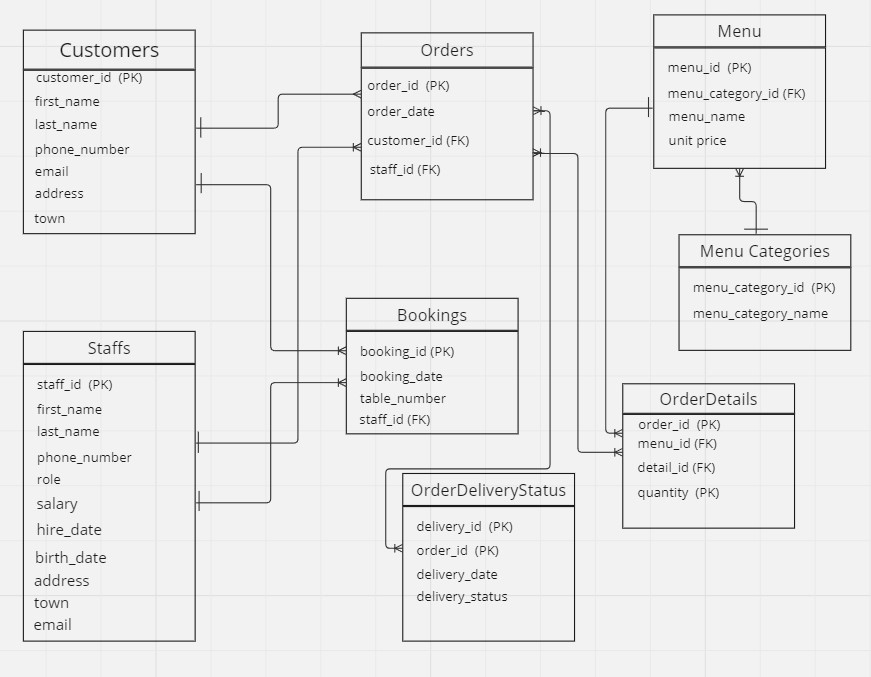 Customers
customer_id (PK)
first_name
last_name
phone_number
email
address
town
Orders
order_id (PK)
order_date
customer_id (FK)
staff_id (FK)
Menu
menu_id (PK)
menu_category_id (FK)
menu_name
unit price
Menu Categories
menu_category_id (PK)
menu_category_name
Staffs
staff_id (PK)
first_name
last_name
phone_number
role
salary
hire_date
birth_date
address
town
email
Bookings
booking_id (PK)
booking_date
table_number
staff_id (FK)
OrderDeliveryStatus
delivery_id (PK)
order_id (PK)
delivery_date
delivery_status
OrderDetails
order_id (PK)
menu_id (FK)
detail_id (FK)
quantity (PK)